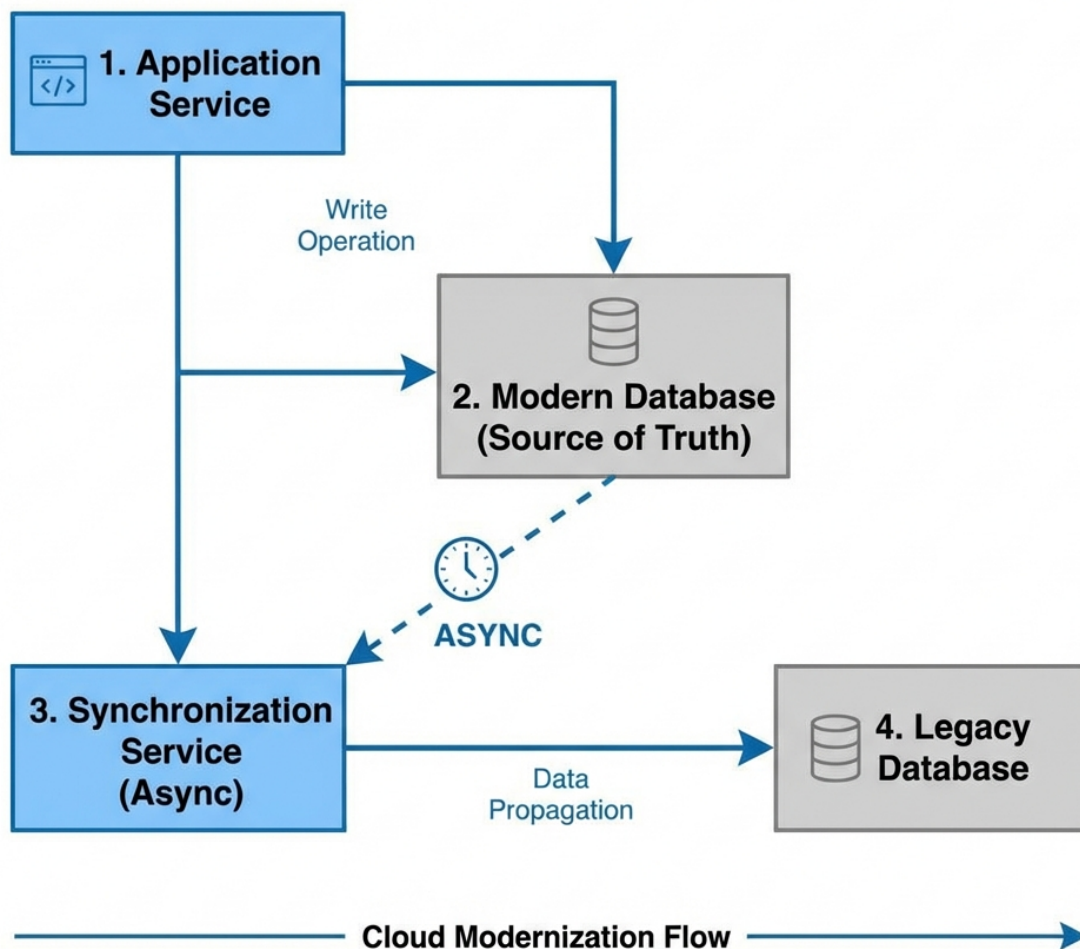 1. Application
Service
Write
Operation
2. Modern Database
(Source of Truth)
ASYNC
3. Synchronization
Service
(Async)
Data
Propagation
4. Legacy
Database
Cloud Modernization Flow